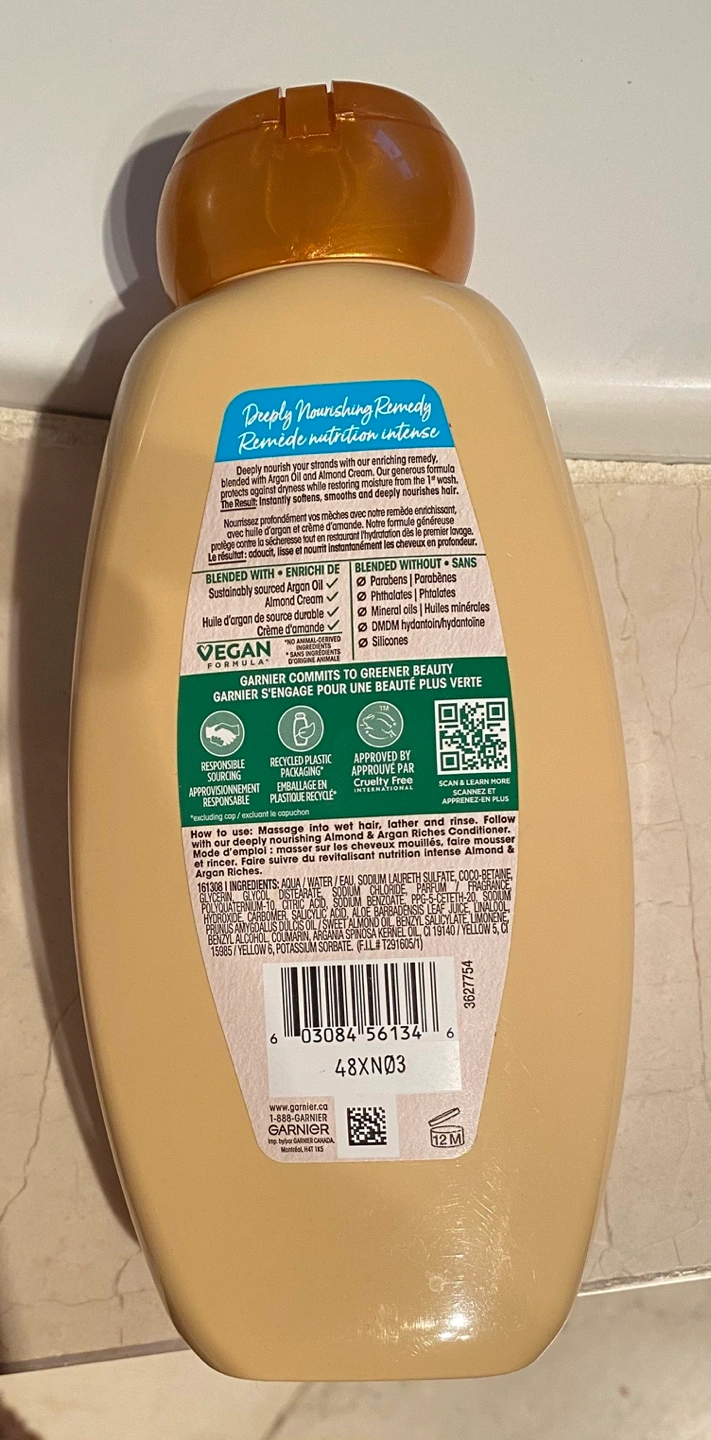 Deeply Nourishing Remedy
Remède nutrition intense
Deeply nourish your strands with our enriching remedy,
blended with Argan Oil and Almond Cream. Our generous formula
protects against dryness while restoring moisture from the 1st wash.
The Result: Instantly softens, smooths and deeply nourishes hair.
Nourrissez profondément vos mèches avec notre remède enrichissant,
avec huile d'argan et crème d'amande. Notre formule généreuse
protège contre la sécheresse tout en restaurant l'hydratation dès le premier lavage.
Le résultat : adoucit, lisse et nourrit instantanément les cheveux en profondeur.
BLENDED WITH • ENRICHI DE
Sustainably sourced Argan Oil ✓
Almond Cream ✓
Huile d'argan de source durable ✓
Crème d'amande ✓
VEGAN
FORMULA*
*NO ANIMAL-DERIVED
INGREDIENTS
* SANS INGRÉDIENTS
D'ORIGINE ANIMALE
BLENDED WITHOUT • SANS
Ø Parabens | Parabènes
Ø Phthalates | Phtalates
Ø Mineral oils | Huiles minérales
Ø DMDM hydantoin/hydantoïne
Ø Silicones
GARNIER COMMITS TO GREENER BEAUTY
GARNIER S'ENGAGE POUR UNE BEAUTÉ PLUS VERTE
RESPONSIBLE
SOURCING
APPROVISIONNEMENT
RESPONSABLE
RECYCLED PLASTIC
PACKAGING*
EMBALLAGE EN
PLASTIQUE RECYCLÉ*
TM
APPROVED BY
APPROUVÉ PAR
Cruelty Free
INTERNATIONAL
SCAN & LEARN MORE
SCANNEZ ET
APPRENEZ-EN PLUS
*excluding cap / excluant le capuchon
How to use: Massage into wet hair, lather and rinse. Follow
with our deeply nourishing Almond & Argan Riches Conditioner.
Mode d'emploi : masser sur les cheveux mouillés, faire mousser
et rincer. Faire suivre du revitalisant nutrition intense Almond &
Argan Riches.
161308 I INGREDIENTS: AQUA / WATER / EAU, SODIUM LAURETH SULFATE, COCO-BETAINE,
GLYCERIN, GLYCOL DISTEARATE, SODIUM CHLORIDE, PARFUM / FRAGRANCE,
POLYQUATERNIUM-10, CITRIC ACID, SODIUM BENZOATE, PPG-5-CETETH-20, SODIUM
HYDROXIDE, CARBOMER, SALICYLIC ACID, ALOE BARBADENSIS LEAF JUICE, LINALOOL,
PRUNUS AMYGDALUS DULCIS OIL / SWEET ALMOND OIL, BENZYL SALICYLATE, LIMONENE,
BENZYL ALCOHOL, COUMARIN, ARGANIA SPINOSA KERNEL OIL, CI 19140 / YELLOW 5, CI
15985 / YELLOW 6, POTASSIUM SORBATE. (F.I.L.# T291605/1)
3627754
6 03084 56134 6
48XNØ3
www.garnier.ca
1-888-GARNIER
GARNIER
Imp. by/par GARNIER CANADA,
Montréal, H4T 1K5
12 M